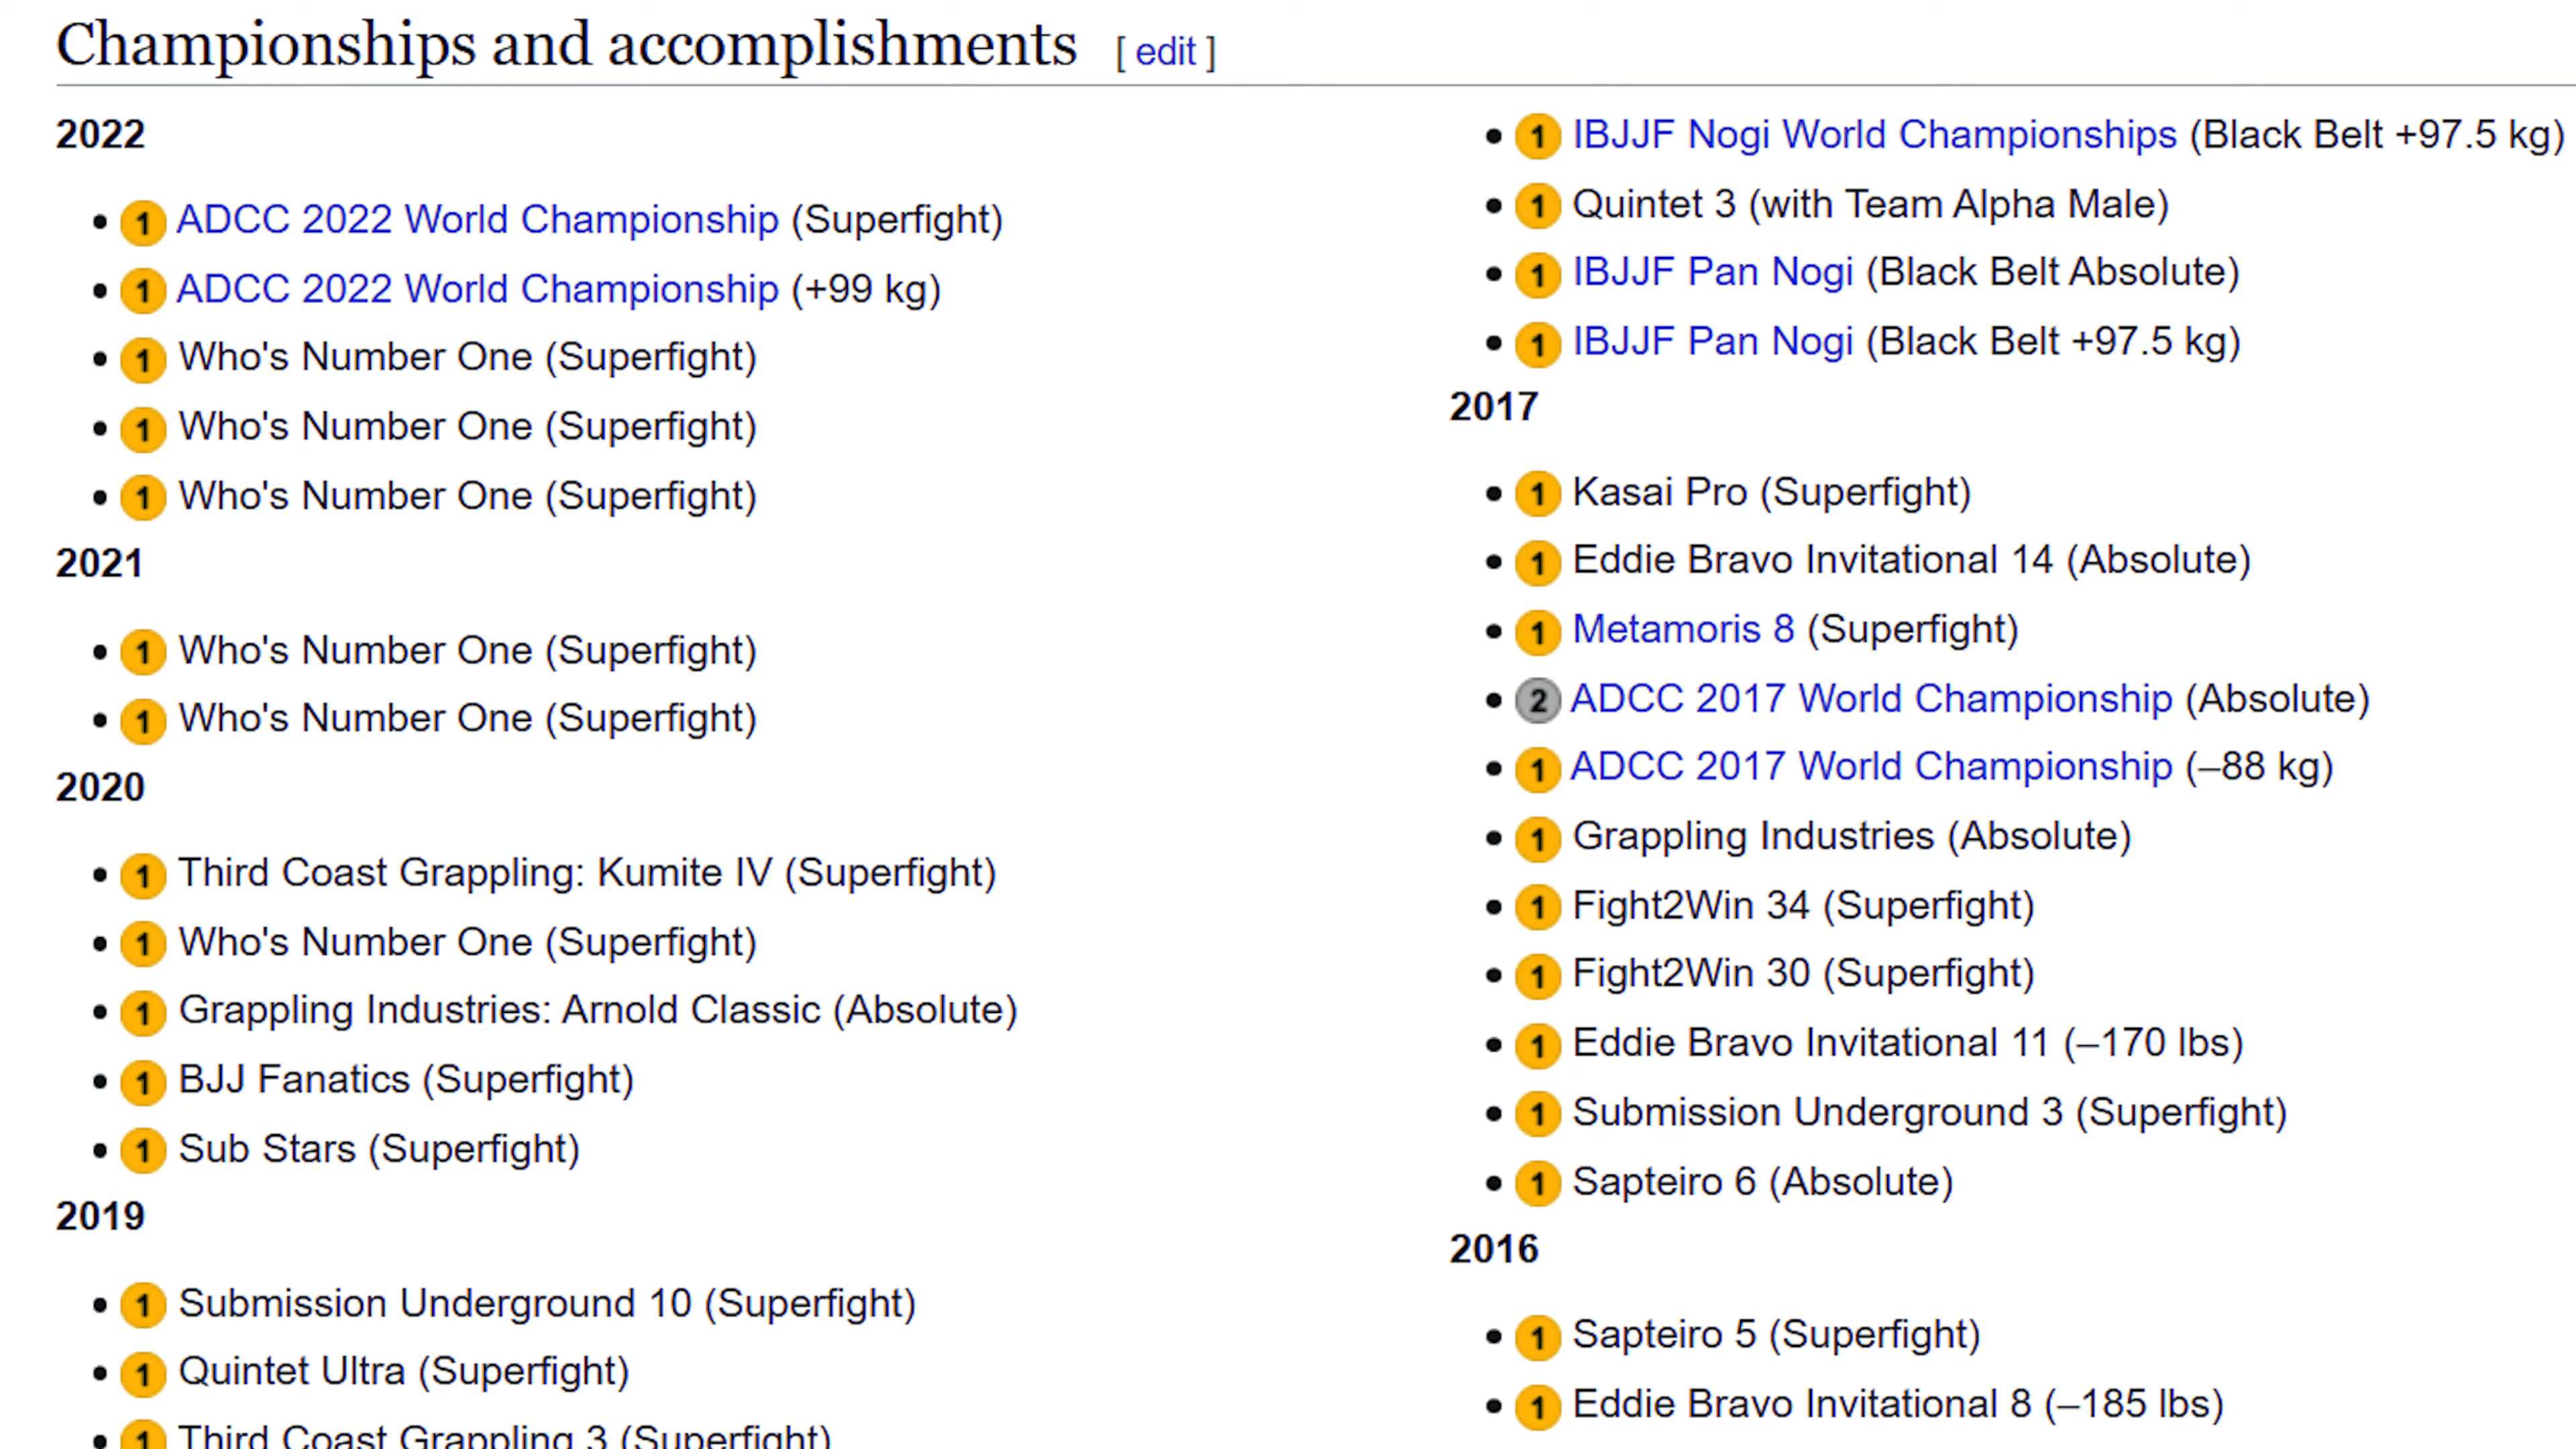 Championships and accomplishments [ edit ]
2022
1 ADCC 2022 World Championship (Superfight)
1 ADCC 2022 World Championship (+99 kg)
1 Who's Number One (Superfight)
1 Who's Number One (Superfight)
1 Who's Number One (Superfight)
2021
1 Who's Number One (Superfight)
1 Who's Number One (Superfight)
2020
1 Third Coast Grappling: Kumite IV (Superfight)
1 Who's Number One (Superfight)
1 Grappling Industries: Arnold Classic (Absolute)
1 BJJ Fanatics (Superfight)
1 Sub Stars (Superfight)
2019
1 Submission Underground 10 (Superfight)
1 Quintet Ultra (Superfight)
1 Third Coast Grappling 3 (Superfight)
1 IBJJF Nogi World Championships (Black Belt +97.5 kg)
1 Quintet 3 (with Team Alpha Male)
1 IBJJF Pan Nogi (Black Belt Absolute)
1 IBJJF Pan Nogi (Black Belt +97.5 kg)
2017
1 Kasai Pro (Superfight)
1 Eddie Bravo Invitational 14 (Absolute)
1 Metamoris 8 (Superfight)
2 ADCC 2017 World Championship (Absolute)
1 ADCC 2017 World Championship (–88 kg)
1 Grappling Industries (Absolute)
1 Fight2Win 34 (Superfight)
1 Fight2Win 30 (Superfight)
1 Eddie Bravo Invitational 11 (–170 lbs)
1 Submission Underground 3 (Superfight)
1 Sapteiro 6 (Absolute)
2016
1 Sapteiro 5 (Superfight)
1 Eddie Bravo Invitational 8 (–185 lbs)